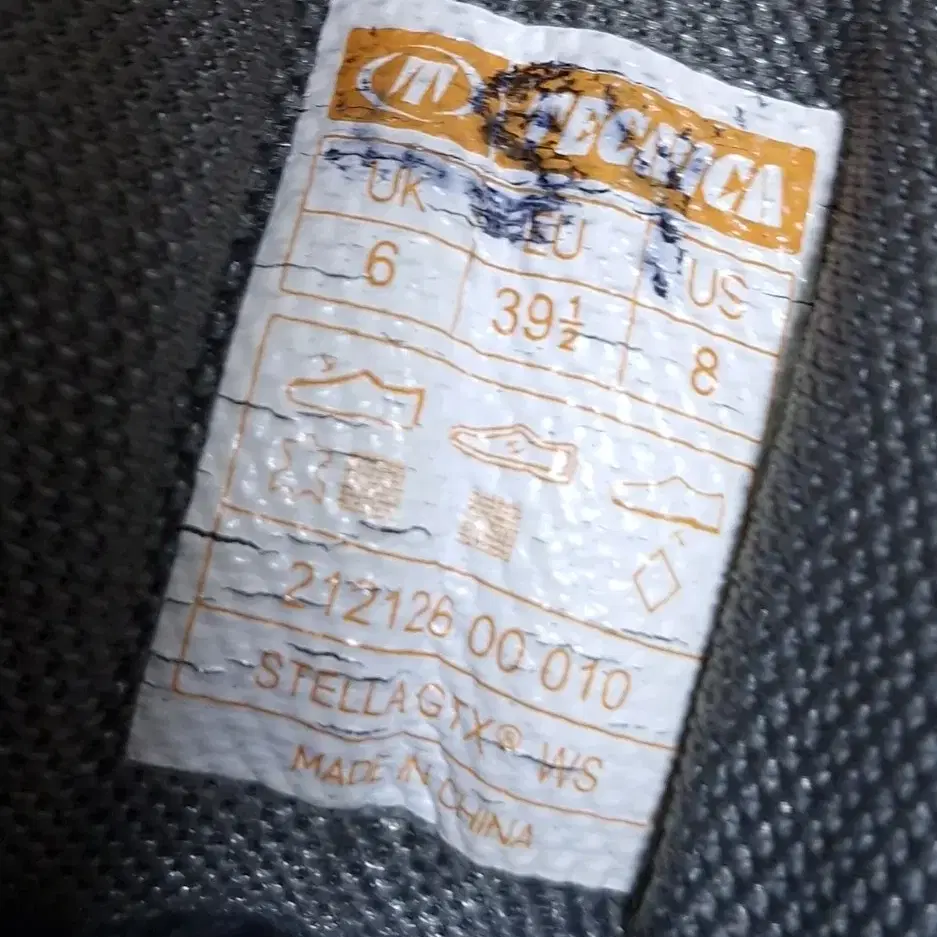 TECNICA
UK EU US
6 39½ 8
212126 00 010
STELLA GTX® WS
MADE IN CHINA